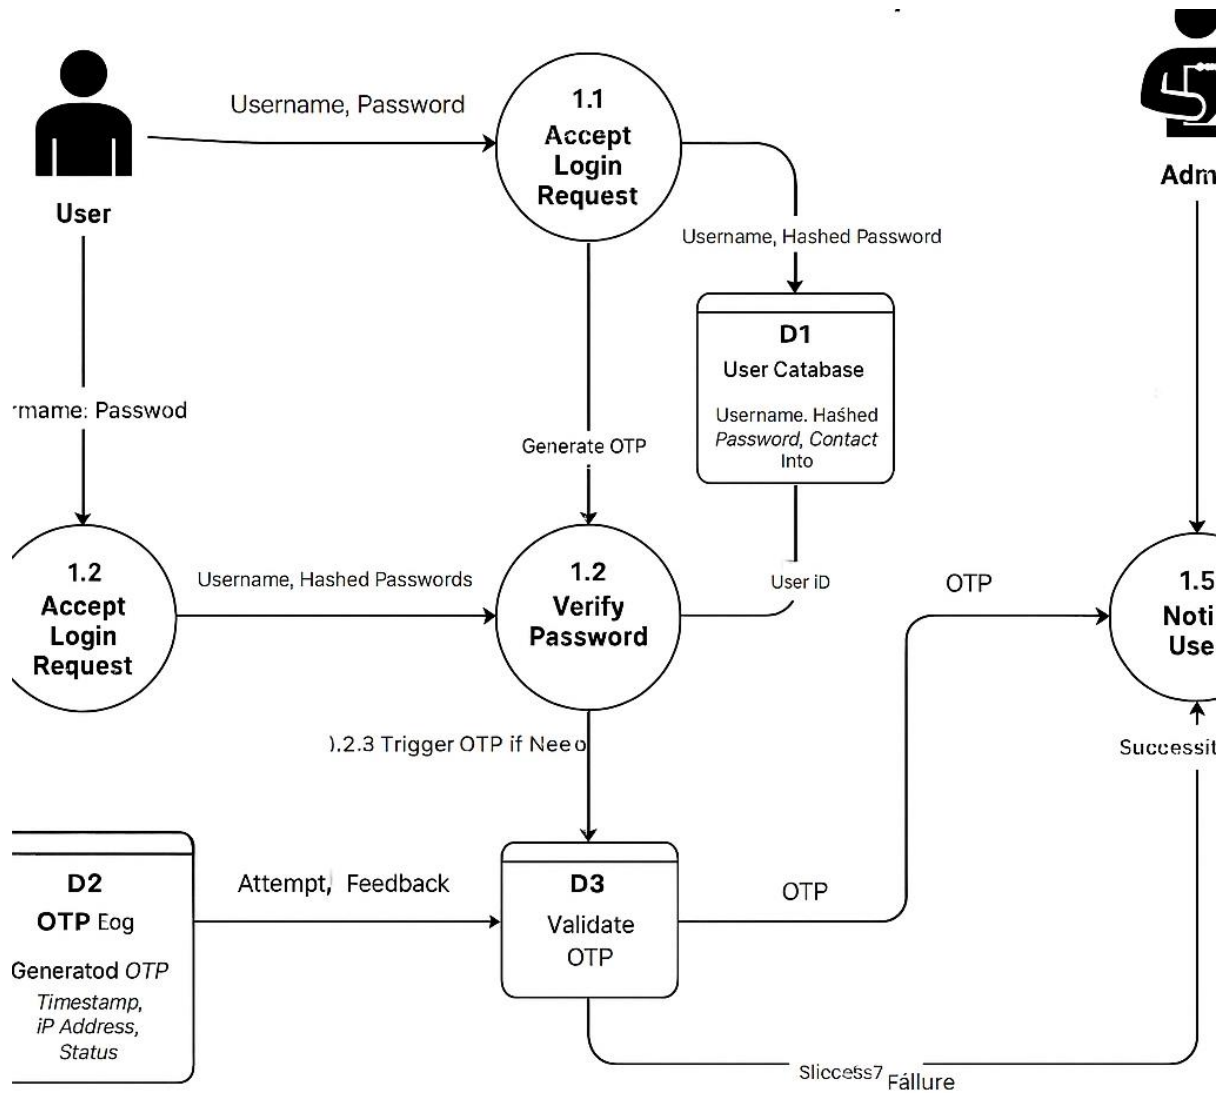 Username, Password
1.1
Accept
Login
Request
User
Adm
Username, Hashed Password
D1
User Catabase
Username. Hashed
Password, Contact
Into
rmame: Passwod
Generate OTP
1.2
Accept
Login
Request
Username, Hashed Passwords
1.2
Verify
Password
User iD
OTP
1.5
Noti
Use
).2.3 Trigger OTP if Neeo
Successit
D2
OTP Eog
Generatod OTP
Timestamp,
iP Address,
Status
Attempt, Feedback
D3
Validate
OTP
OTP
Sliccess7 Fállure